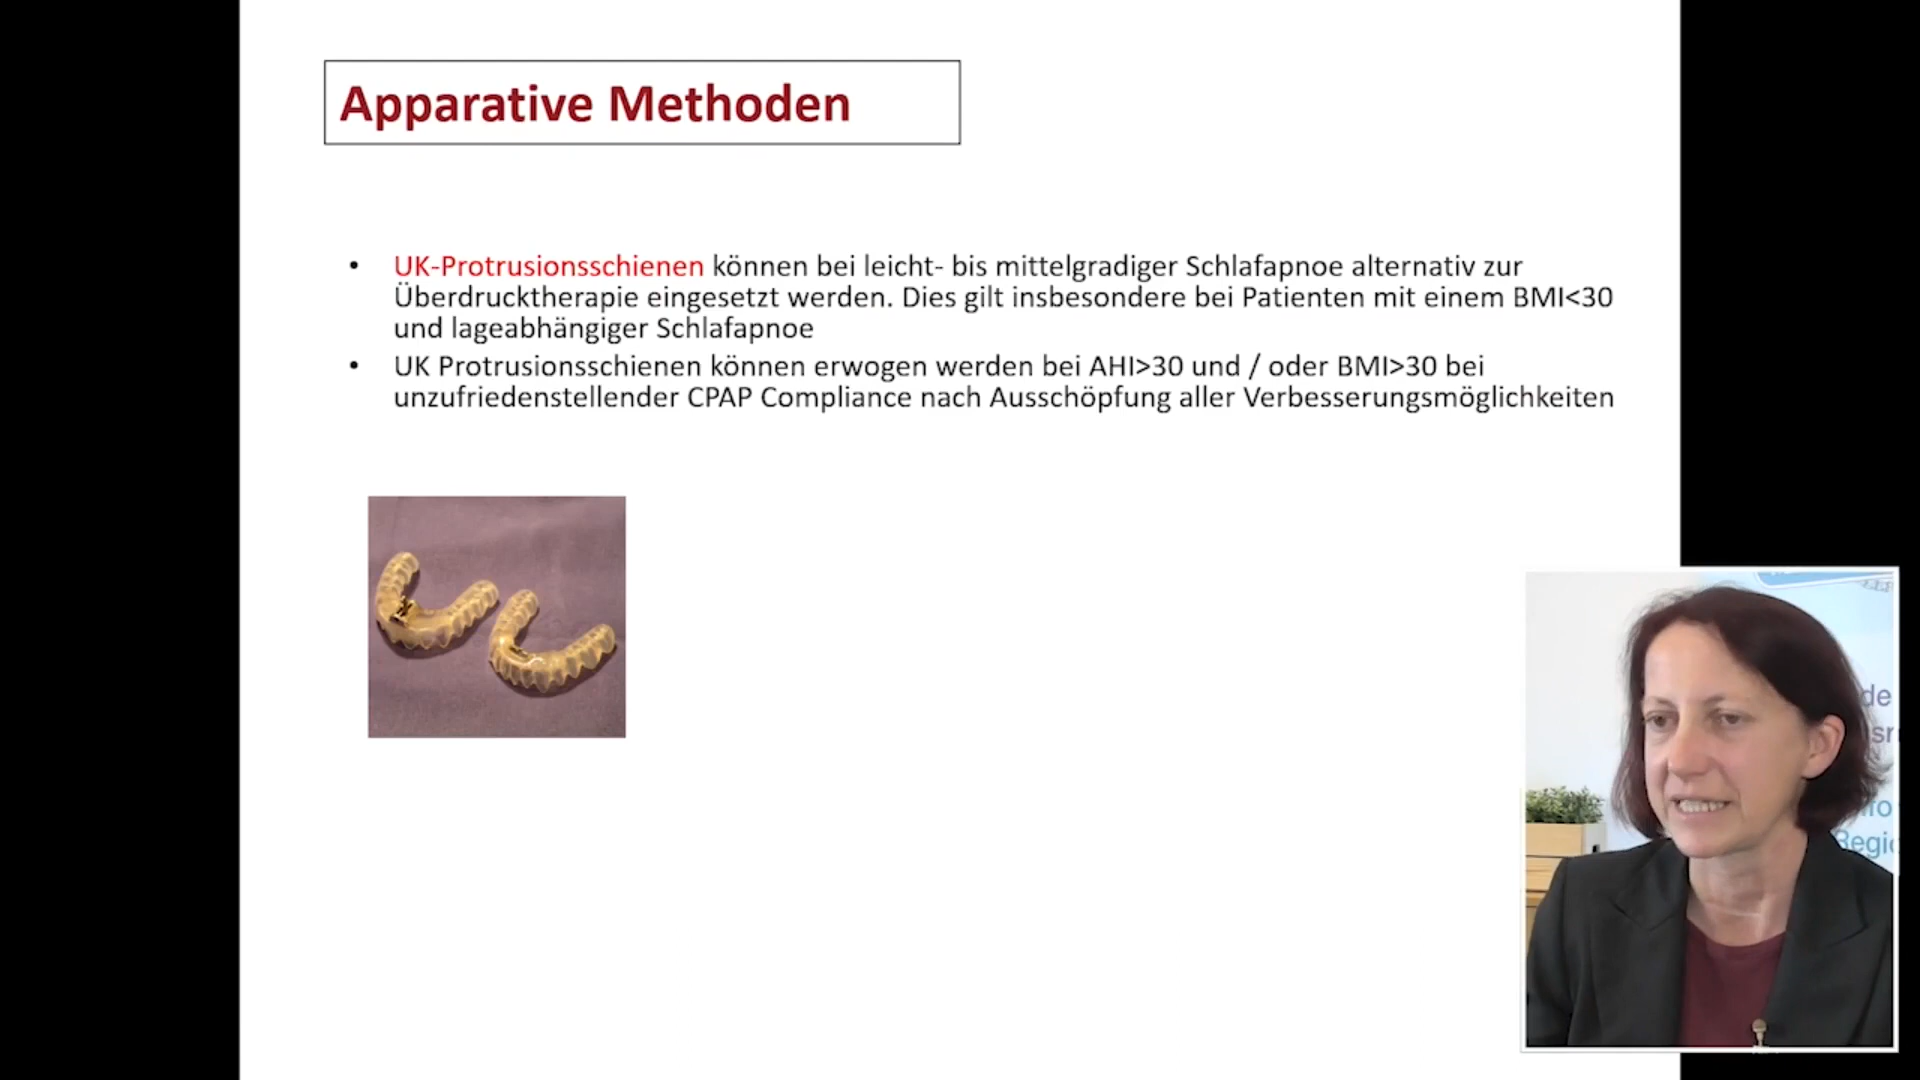 Apparative Methoden
• UK-Protrusionsschienen können bei leicht- bis mittelgradiger Schlafapnoe alternativ zur
Überdrucktherapie eingesetzt werden. Dies gilt insbesondere bei Patienten mit einem BMI<30
und lageabhängiger Schlafapnoe
• UK Protrusionsschienen können erwogen werden bei AHI>30 und / oder BMI>30 bei
unzufriedenstellender CPAP Compliance nach Ausschöpfung aller Verbesserungsmöglichkeiten
de